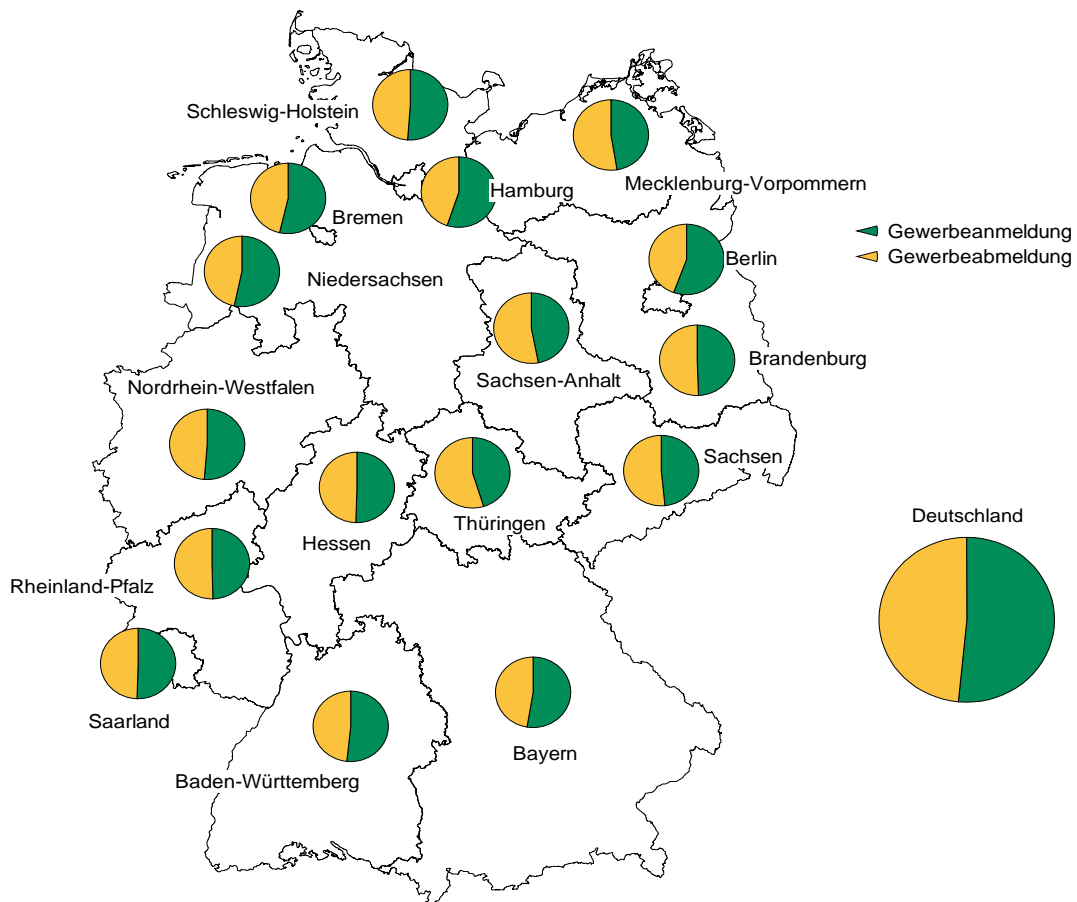 Schleswig-Holstein
Mecklenburg-Vorpommern
Hamburg
Bremen
Gewerbeanmeldung
Gewerbeabmeldung
Berlin
Niedersachsen
Brandenburg
Sachsen-Anhalt
Nordrhein-Westfalen
Sachsen
Thüringen
Hessen
Deutschland
Rheinland-Pfalz
Saarland
Bayern
Baden-Württemberg